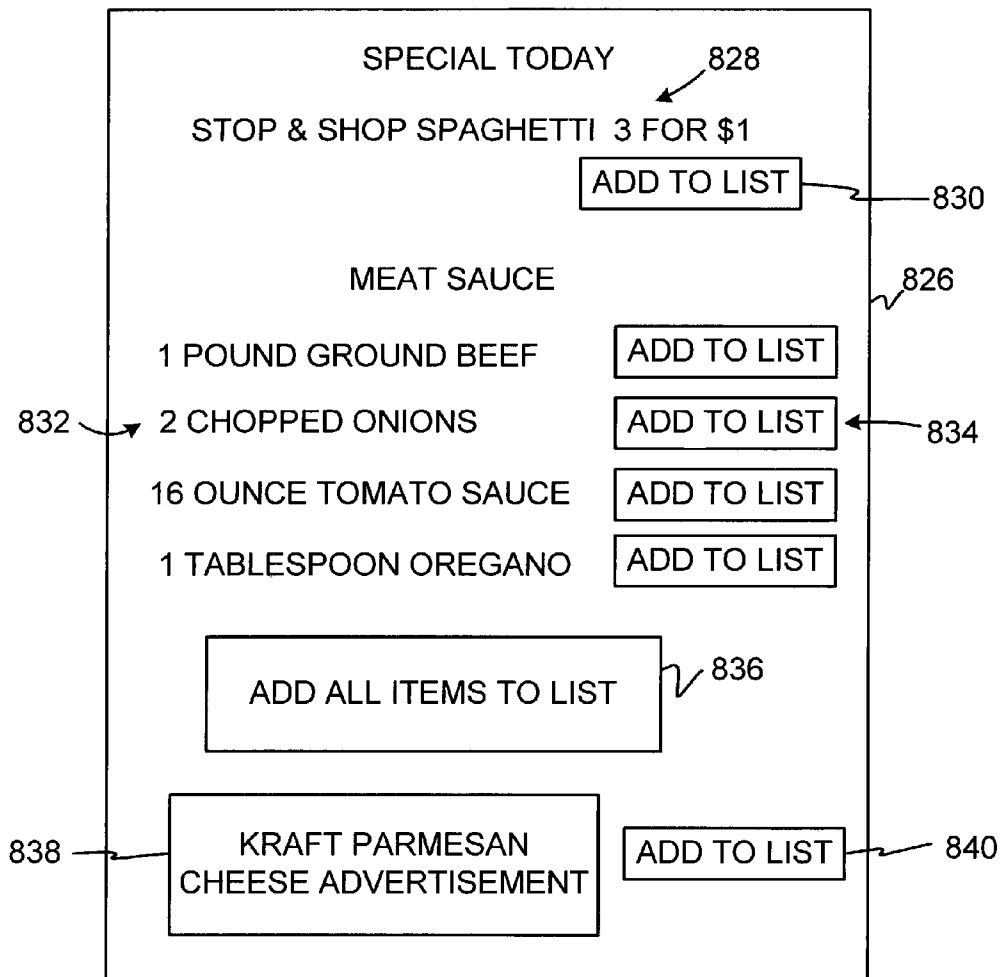 SPECIAL TODAY 828
STOP & SHOP SPAGHETTI 3 FOR $1
ADD TO LIST 830
MEAT SAUCE 826
1 POUND GROUND BEEF ADD TO LIST
832 2 CHOPPED ONIONS ADD TO LIST 834
16 OUNCE TOMATO SAUCE ADD TO LIST
1 TABLESPOON OREGANO ADD TO LIST
ADD ALL ITEMS TO LIST 836
838 KRAFT PARMESAN
CHEESE ADVERTISEMENT
ADD TO LIST 840